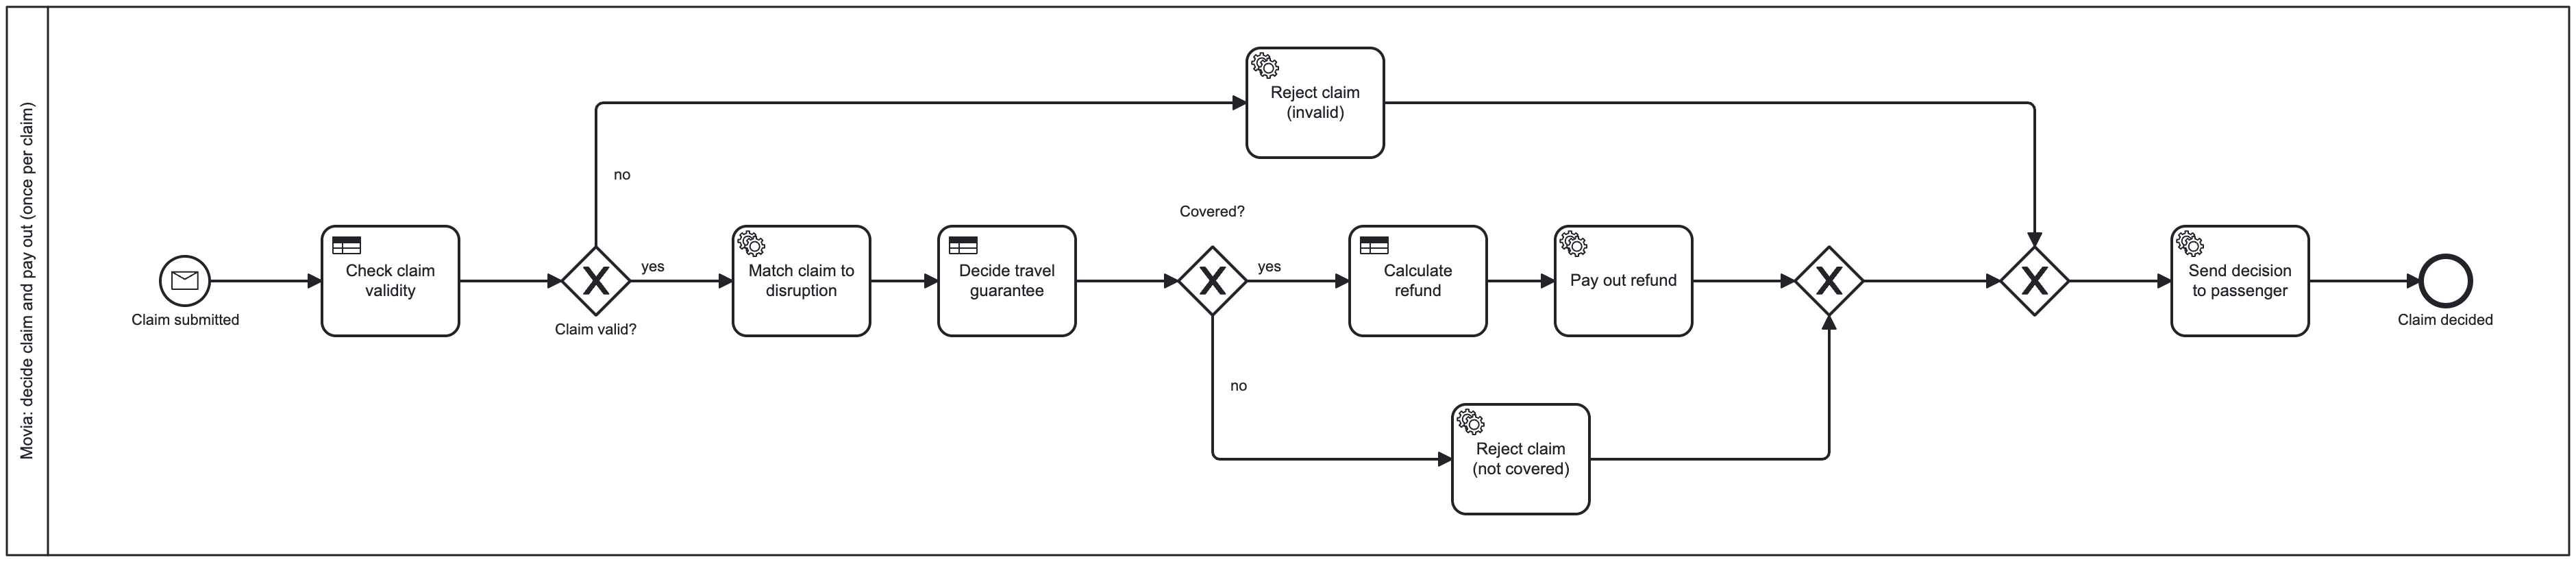 Movia: decide claim and pay out (once per claim)
Claim submitted
Check claim
validity
Claim valid?
no
yes
Reject claim
(invalid)
Match claim to
disruption
Decide travel
guarantee
Covered?
yes
no
Calculate
refund
Pay out refund
Reject claim
(not covered)
Send decision
to passenger
Claim decided